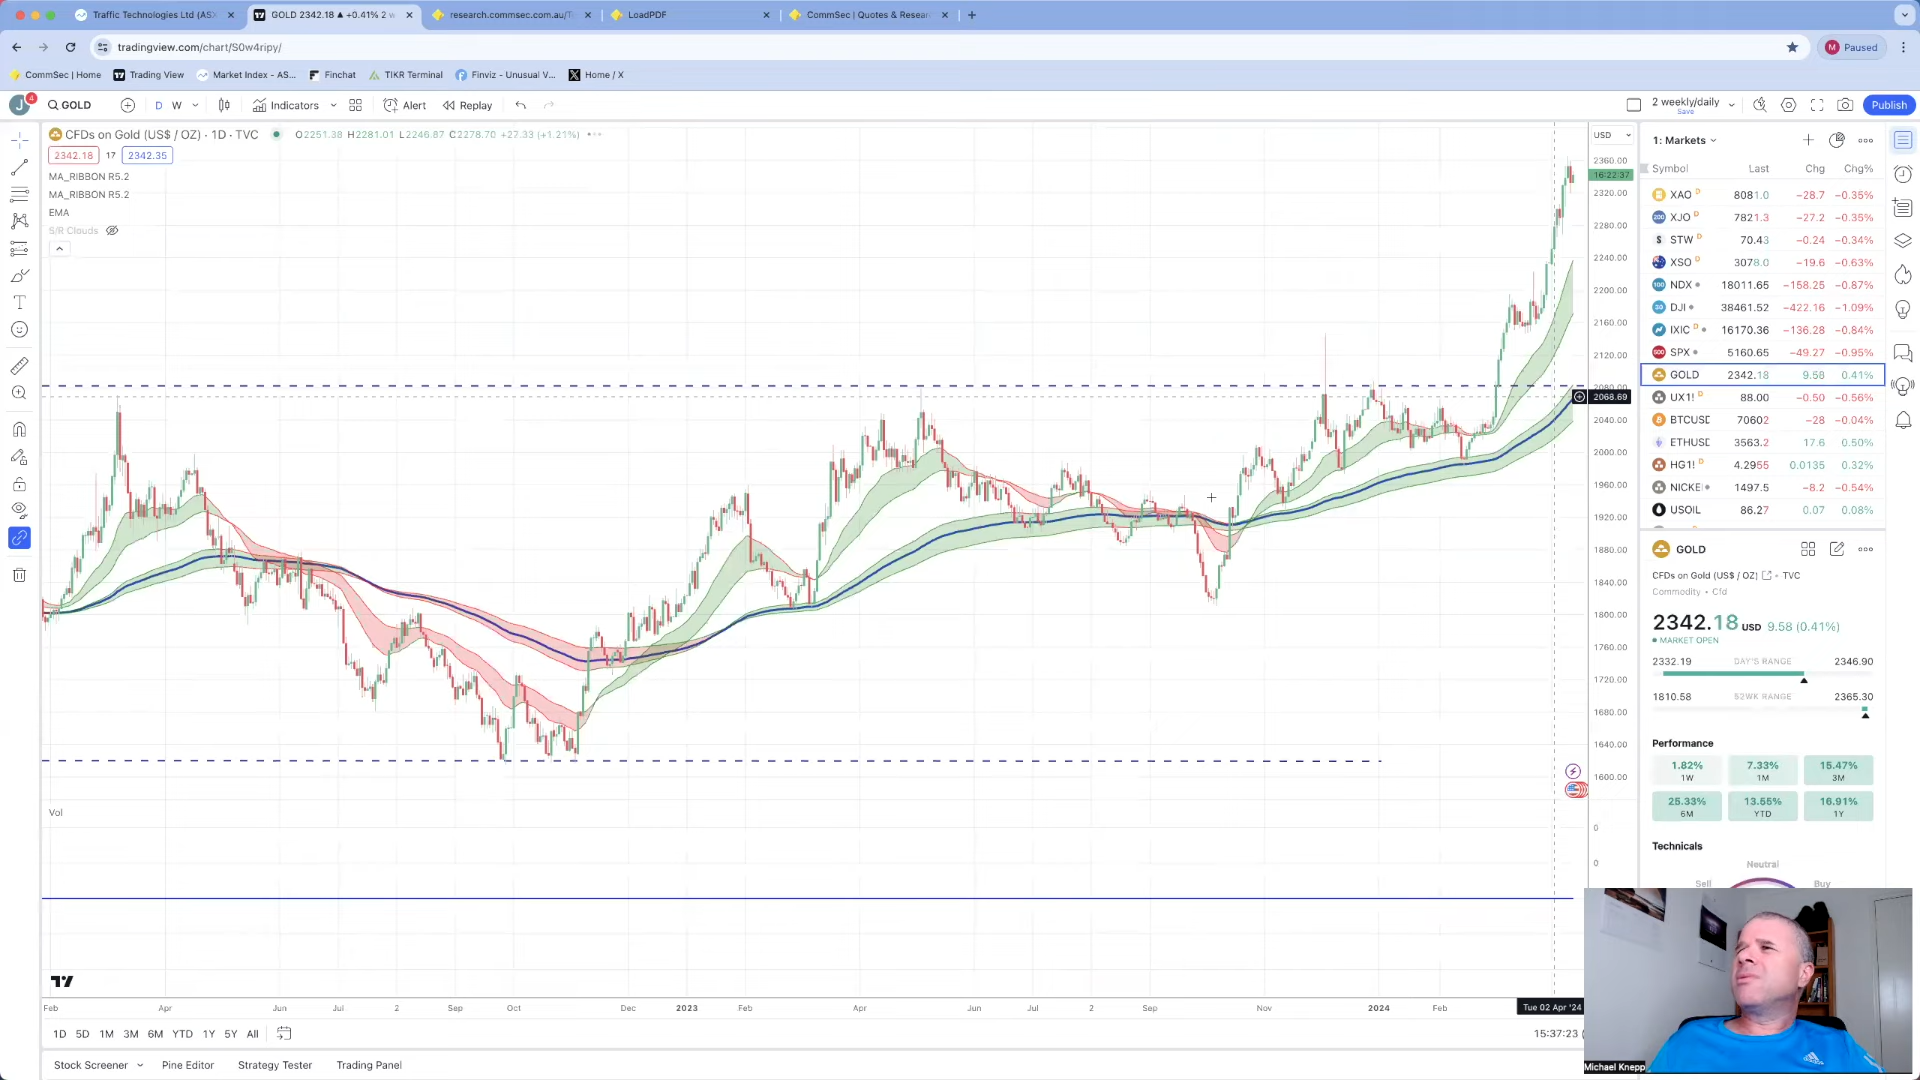 Traffic Technologies Ltd (ASX
GOLD 2342.18 ▲ +0.41% 2 w
research.commsec.com.au/T
LoadPDF
CommSec | Quotes & Resear
tradingview.com/chart/S0w4ripy/
M Paused
CommSec | Home
Trading View
Market Index - AS...
Finchat
TIKR Terminal
Finviz - Unusual V...
Home / X
J 4
GOLD
D W
Indicators
Alert
Replay
2 weekly/daily
Save
Publish
CFDs on Gold (US$ / OZ) · 1D · TVC
O2251.38 H2281.01 L2246.87 C2278.70 +27.33 (+1.21%)
2342.18 17 2342.35
MA_RIBBON R5.2
MA_RIBBON R5.2
EMA
S/R Clouds
USD
2360.00
16:22:37
2320.00
2280.00
2240.00
2200.00
2160.00
2120.00
2080.00
2068.69
2040.00
2000.00
1960.00
1920.00
1880.00
1840.00
1800.00
1760.00
1720.00
1680.00
1640.00
1600.00
Vol
0
0
Feb Apr Jun Jul 2 Sep Oct Dec 2023 Feb Apr Jun Jul 2 Sep Nov 2024 Feb Tue 02 Apr '24
1D 5D 1M 3M 6M YTD 1Y 5Y All
15:37:23 (
Stock Screener
Pine Editor
Strategy Tester
Trading Panel
1: Markets
Symbol Last Chg Chg%
XAO D 8081.0 −28.7 −0.35%
200 XJO D 7821.3 −27.2 −0.35%
S STW D 70.43 −0.24 −0.34%
XSO D 3078.0 −19.6 −0.63%
100 NDX 18011.65 −158.25 −0.87%
30 DJI 38461.52 −422.16 −1.09%
IXIC D 16170.36 −136.28 −0.84%
500 SPX 5160.65 −49.27 −0.95%
GOLD 2342.18 9.58 0.41%
UX1! D 88.00 −0.50 −0.56%
BTCUSD 70602 −28 −0.04%
ETHUSD 3563.2 17.6 0.50%
HG1! D 4.2955 0.0135 0.32%
NICKEL 1497.5 −8.2 −0.54%
USOIL 86.27 0.07 0.08%
GOLD
CFDs on Gold (US$ / OZ) • TVC
Commodity • Cfd
2342.18 USD 9.58 (0.41%)
MARKET OPEN
2332.19 DAY'S RANGE 2346.90
1810.58 52WK RANGE 2365.30
Performance
1.82% 7.33% 15.47%
1W 1M 3M
25.33% 13.55% 16.91%
6M YTD 1Y
Technicals
Neutral
Sell Buy
Michael Knepp